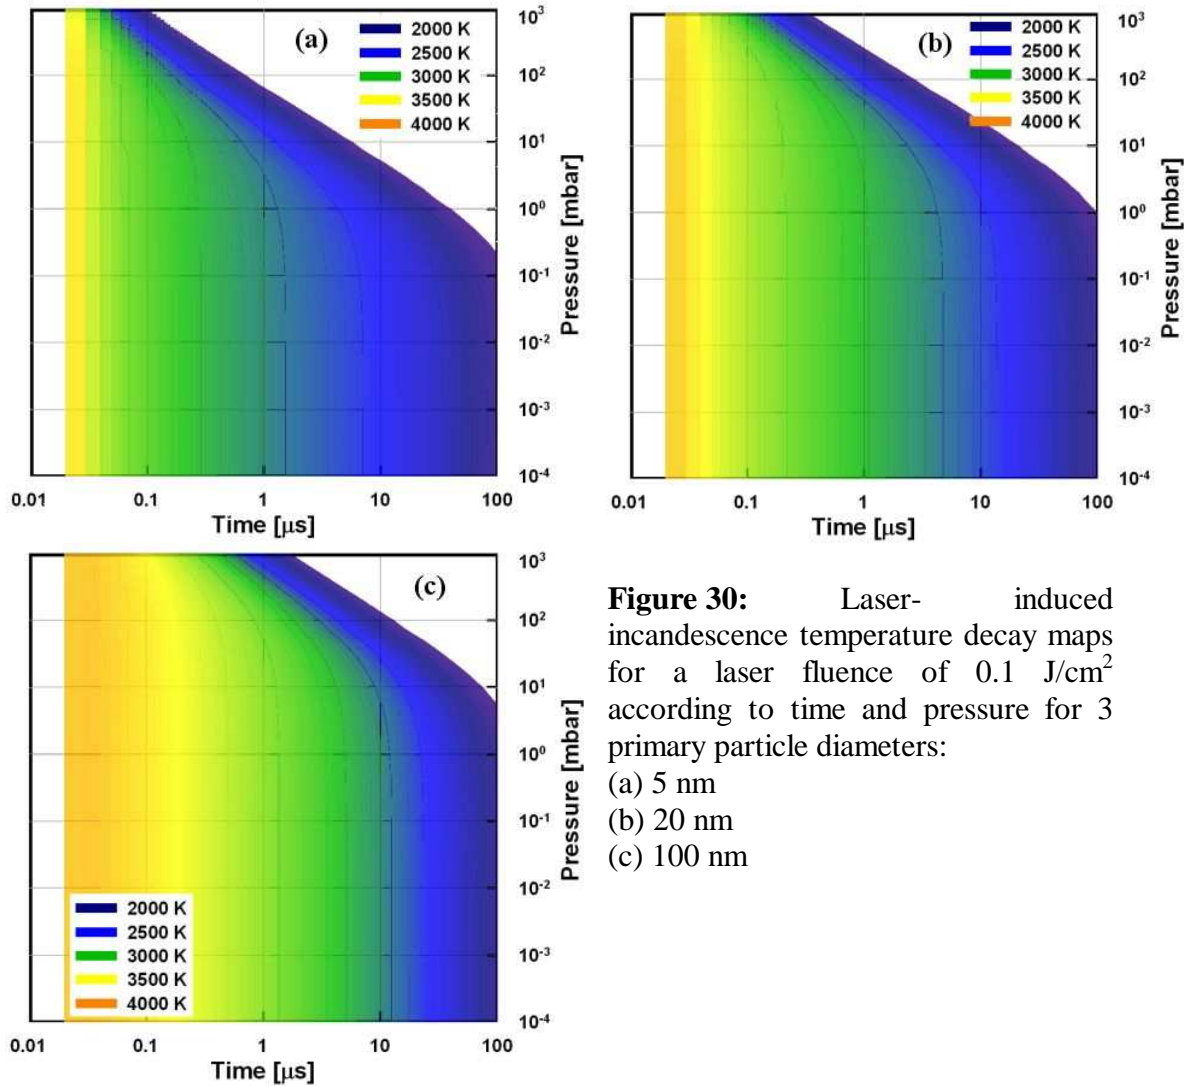 (a)
2000 K
2500 K
3000 K
3500 K
4000 K
10³
10²
10¹
10⁰
10⁻¹
10⁻²
10⁻³
10⁻⁴
Pressure [mbar]
0.01 0.1 1 10 100
Time [µs]
(b)
2000 K
2500 K
3000 K
3500 K
4000 K
10³
10²
10¹
10⁰
10⁻¹
10⁻²
10⁻³
10⁻⁴
Pressure [mbar]
0.01 0.1 1 10 100
Time [µs]
(c)
10³
10²
10¹
10⁰
10⁻¹
10⁻²
10⁻³
10⁻⁴
Pressure [mbar]
2000 K
2500 K
3000 K
3500 K
4000 K
0.01 0.1 1 10 100
Time [µs]
Figure 30: Laser- induced
incandescence temperature decay maps
for a laser fluence of 0.1 J/cm²
according to time and pressure for 3
primary particle diameters:
(a) 5 nm
(b) 20 nm
(c) 100 nm